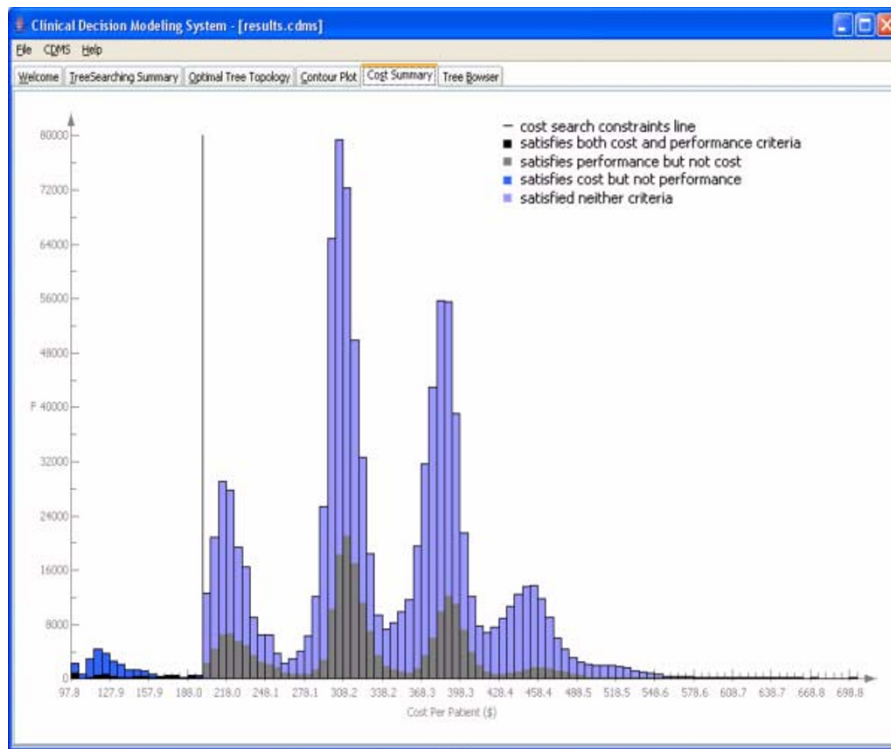 Clinical Decision Modeling System - [results.cdms]
File CDMS Help
Welcome TreeSearching Summary Optimal Tree Topology Contour Plot Cost Summary Tree Bowser
cost search constraints line
satisfies both cost and performance criteria
satisfies performance but not cost
satisfies cost but not performance
satisfied neither criteria
80000
72000
64000
56000
48000
F 40000
32000
24000
16000
8000
0
97.8 127.9 157.9 188.0 218.0 248.1 278.1 308.2 338.2 368.3 398.3 428.4 458.4 488.5 518.5 548.6 578.6 608.7 638.7 668.8 698.8
Cost Per Patient ($)